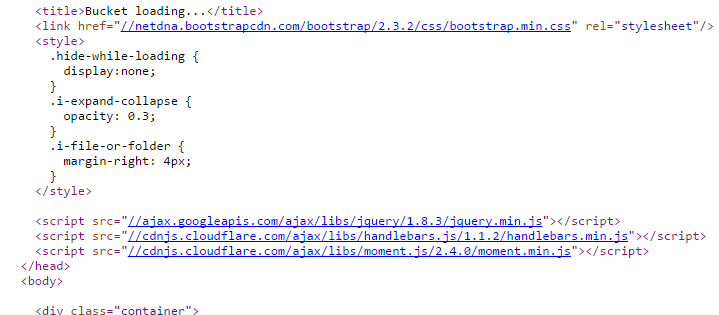 <title>Bucket loading...</title>
<link href="//netdna.bootstrapcdn.com/bootstrap/2.3.2/css/bootstrap.min.css" rel="stylesheet"/>
<style>
.hide-while-loading {
display:none;
}
.i-expand-collapse {
opacity: 0.3;
}
.i-file-or-folder {
margin-right: 4px;
}
</style>
<script src="//ajax.googleapis.com/ajax/libs/jquery/1.8.3/jquery.min.js"></script>
<script src="//cdnjs.cloudflare.com/ajax/libs/handlebars.js/1.1.2/handlebars.min.js"></script>
<script src="//cdnjs.cloudflare.com/ajax/libs/moment.js/2.4.0/moment.min.js"></script>
</head>
<body>
<div class="container">